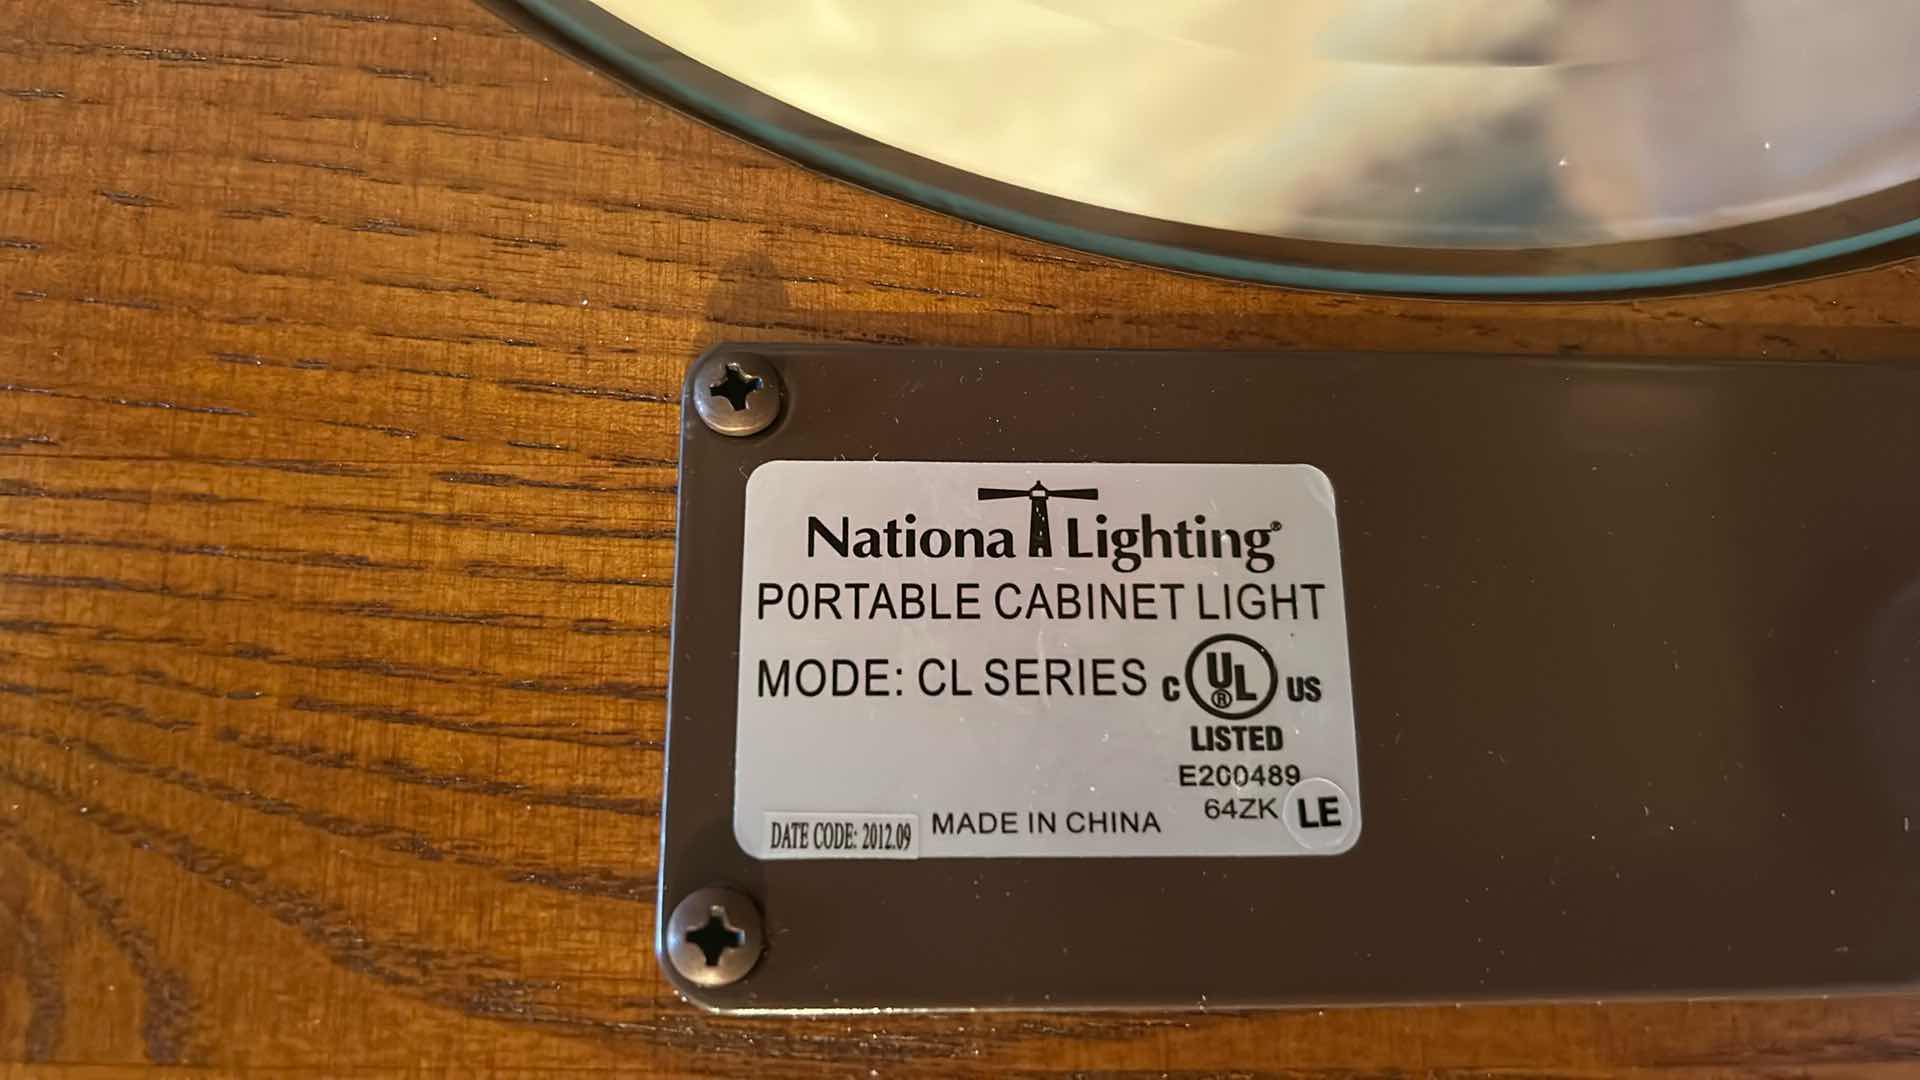 National Lighting®
P0RTABLE CABINET LIGHT
MODE: CL SERIES
C UL® US
LISTED
E200489
64ZK LE
DATE CODE: 2012.09 MADE IN CHINA